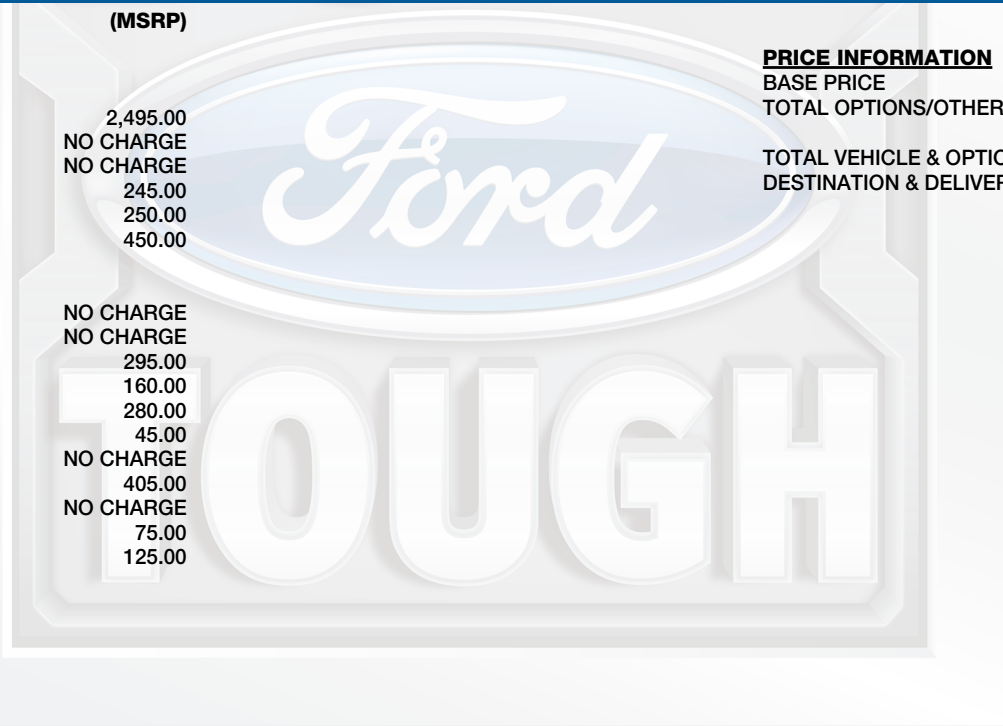 (MSRP)
2,495.00
NO CHARGE
NO CHARGE
245.00
250.00
450.00
NO CHARGE
NO CHARGE
295.00
160.00
280.00
45.00
NO CHARGE
405.00
NO CHARGE
75.00
125.00
PRICE INFORMATION
BASE PRICE
TOTAL OPTIONS/OTHER
TOTAL VEHICLE & OPTIO
DESTINATION & DELIVER
Ford
TOUGH